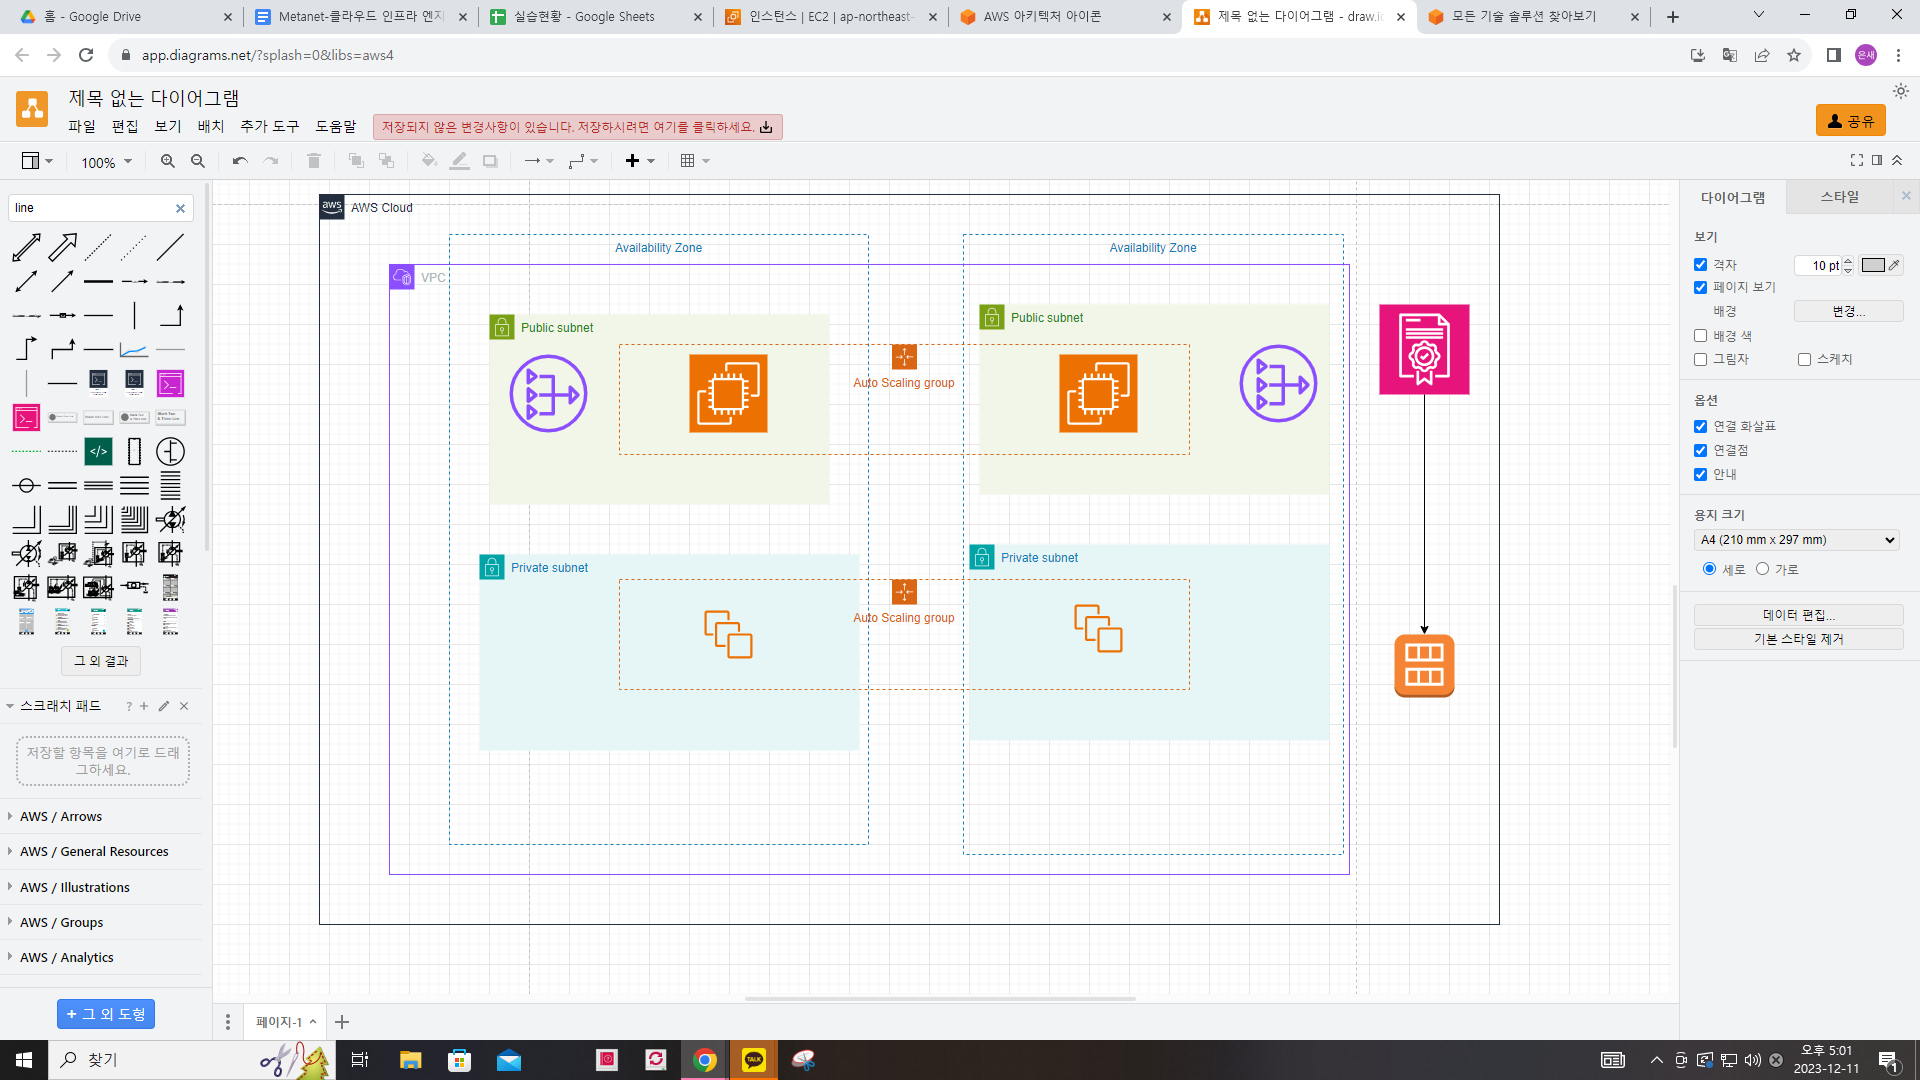 홈 - Google Drive
Metanet-클라우드 인프라 엔지
실습현황 - Google Sheets
인스턴스 | EC2 | ap-northeast-
AWS 아키텍처 아이콘
제목 없는 다이어그램 - draw.io
모든 기술 솔루션 찾아보기
app.diagrams.net/?splash=0&libs=aws4
은새
제목 없는 다이어그램
파일 편집 보기 배치 추가 도구 도움말
저장되지 않은 변경사항이 있습니다. 저장하시려면 여기를 클릭하세요.
공유
100%
line
그 외 결과
스크래치 패드
?
저장할 항목을 여기로 드래
그하세요.
AWS / Arrows
AWS / General Resources
AWS / Illustrations
AWS / Groups
AWS / Analytics
+ 그 외 도형
aws
AWS Cloud
Availability Zone
Availability Zone
VPC
Public subnet
Public subnet
Auto Scaling group
Private subnet
Private subnet
Auto Scaling group
페이지-1
다이어그램
스타일
보기
격자
10 pt
페이지 보기
배경
변경...
배경 색
그림자
스케치
옵션
연결 화살표
연결점
안내
용지 크기
A4 (210 mm x 297 mm)
세로
가로
데이터 편집...
기본 스타일 제거
찾기
TALK
오후 5:01
2023-12-11
1